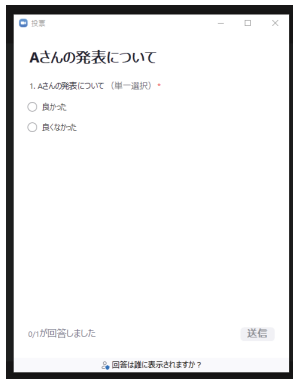 投票
Aさんの発表について
1. Aさんの発表について （単一選択） *
良かった
良くなかった
0/1が回答しました
送信
回答は誰に表示されますか？